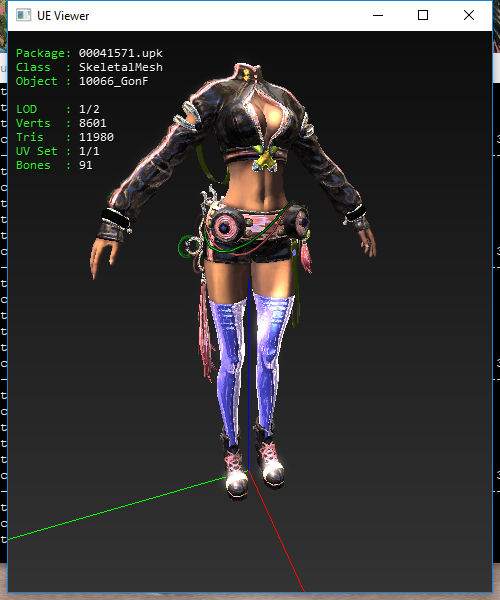 UE Viewer
Package: 00041571.upk
Class : SkeletalMesh
Object : 10066_GonF
LOD : 1/2
Verts : 8601
Tris : 11980
UV Set : 1/1
Bones : 91